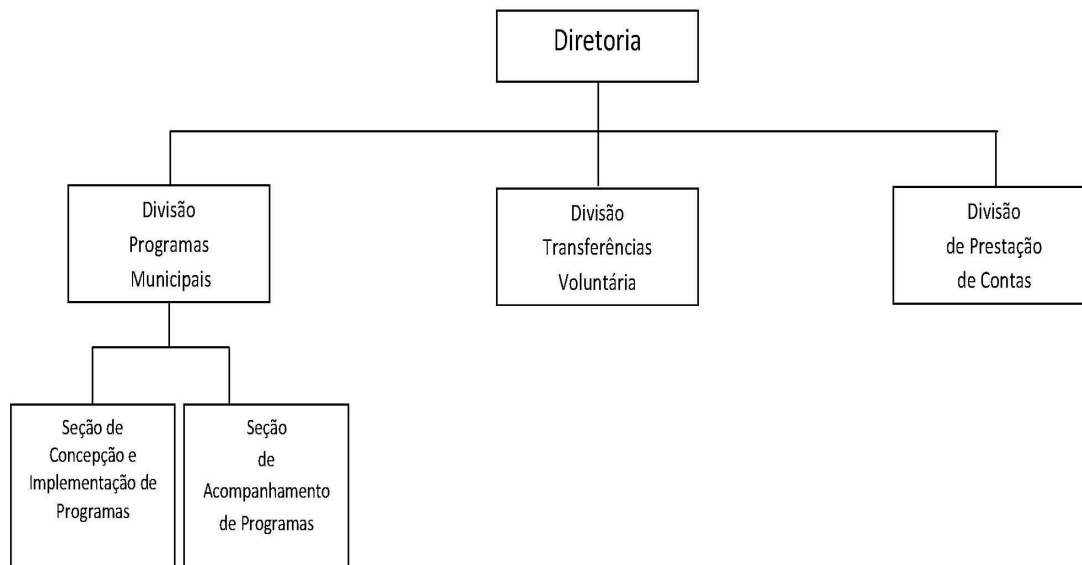 Diretoria
Divisão
Programas
Municipais
Divisão
Transferências
Voluntária
Divisão
de Prestação
de Contas
Seção de
Concepção e
Implementação de
Programas
Seção
de
Acompanhamento
de Programas